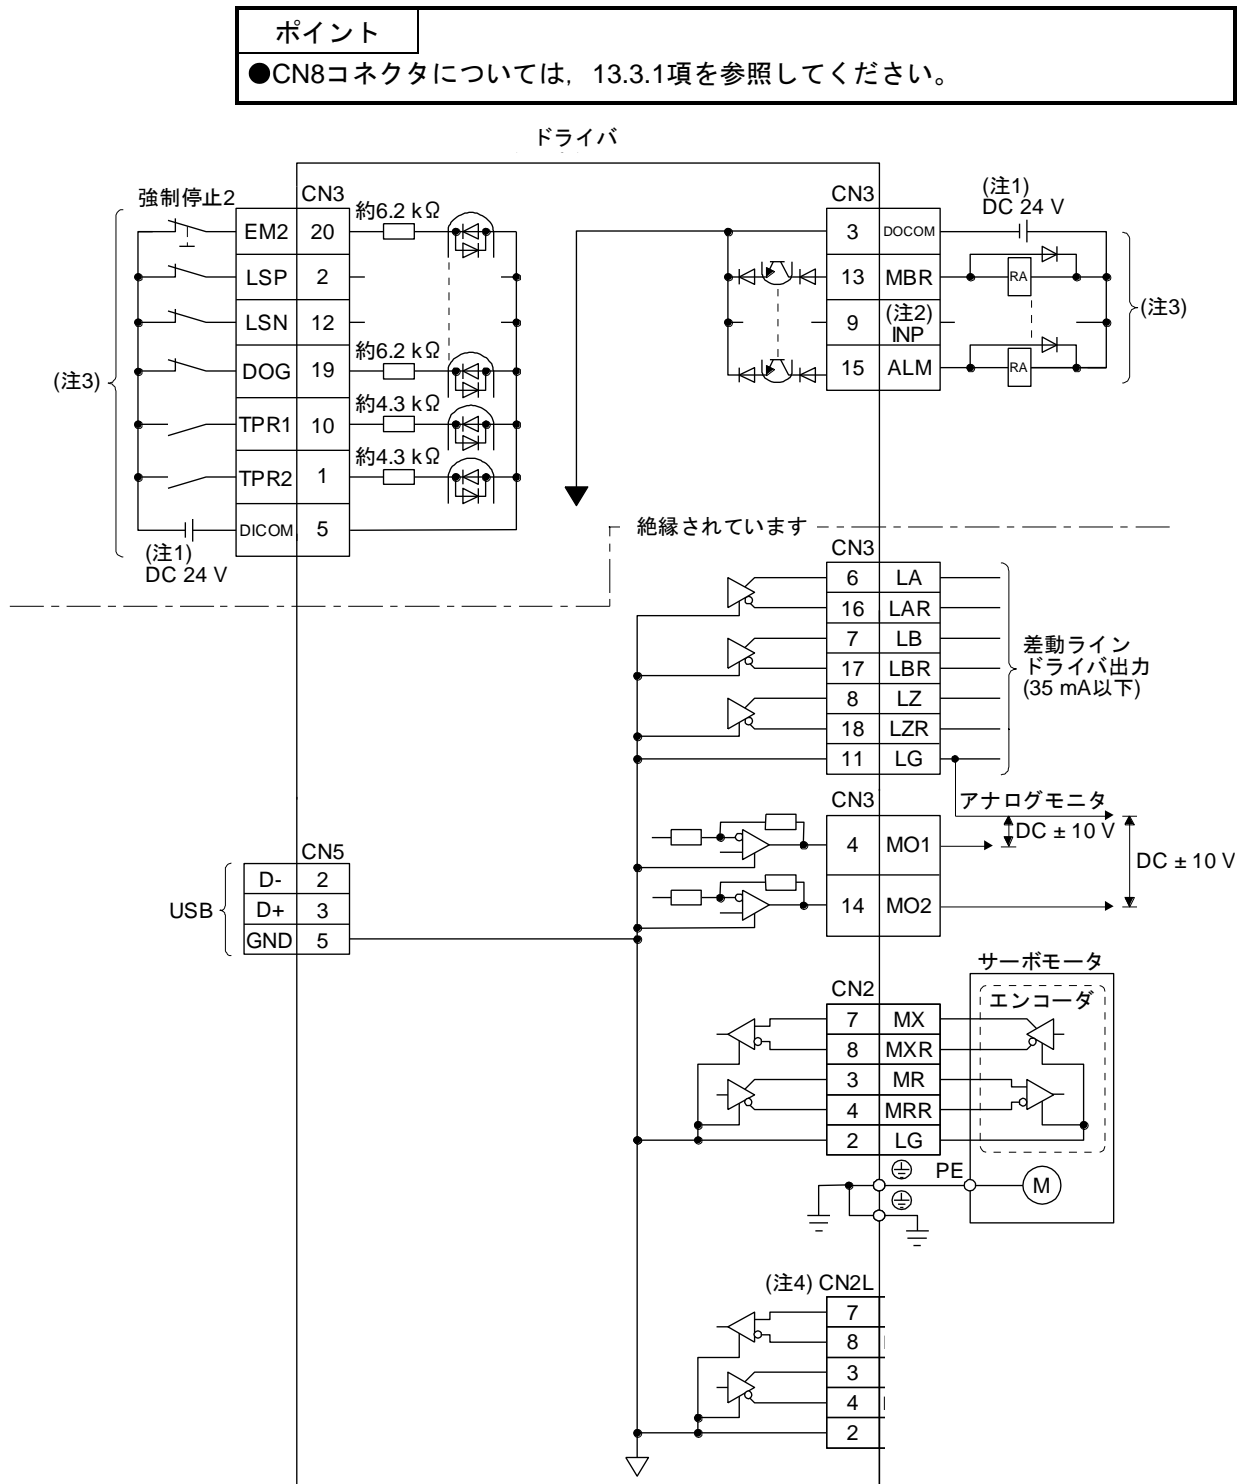 ポイント
●CN8コネクタについては，13.3.1項を参照してください。
ドライバ
強制停止2
CN3
EM2 20 約6.2 kΩ
LSP 2
LSN 12
DOG 19 約6.2 kΩ
TPR1 10 約4.3 kΩ
TPR2 1 約4.3 kΩ
DICOM 5
(注3)
(注1)
DC 24 V
CN3
(注1)
DC 24 V
3 DOCOM
13 MBR RA
9 (注2) INP
15 ALM RA
(注3)
絶縁されています
CN3
6 LA
16 LAR
7 LB
17 LBR
8 LZ
18 LZR
11 LG
差動ライン
ドライバ出力
(35 mA以下)
CN3
アナログモニタ
4 MO1
DC ± 10 V
14 MO2
DC ± 10 V
CN5
USB
D- 2
D+ 3
GND 5
サーボモータ
エンコーダ
CN2
7 MX
8 MXR
3 MR
4 MRR
2 LG
PE
M
(注4) CN2L
7
8
3
4
2